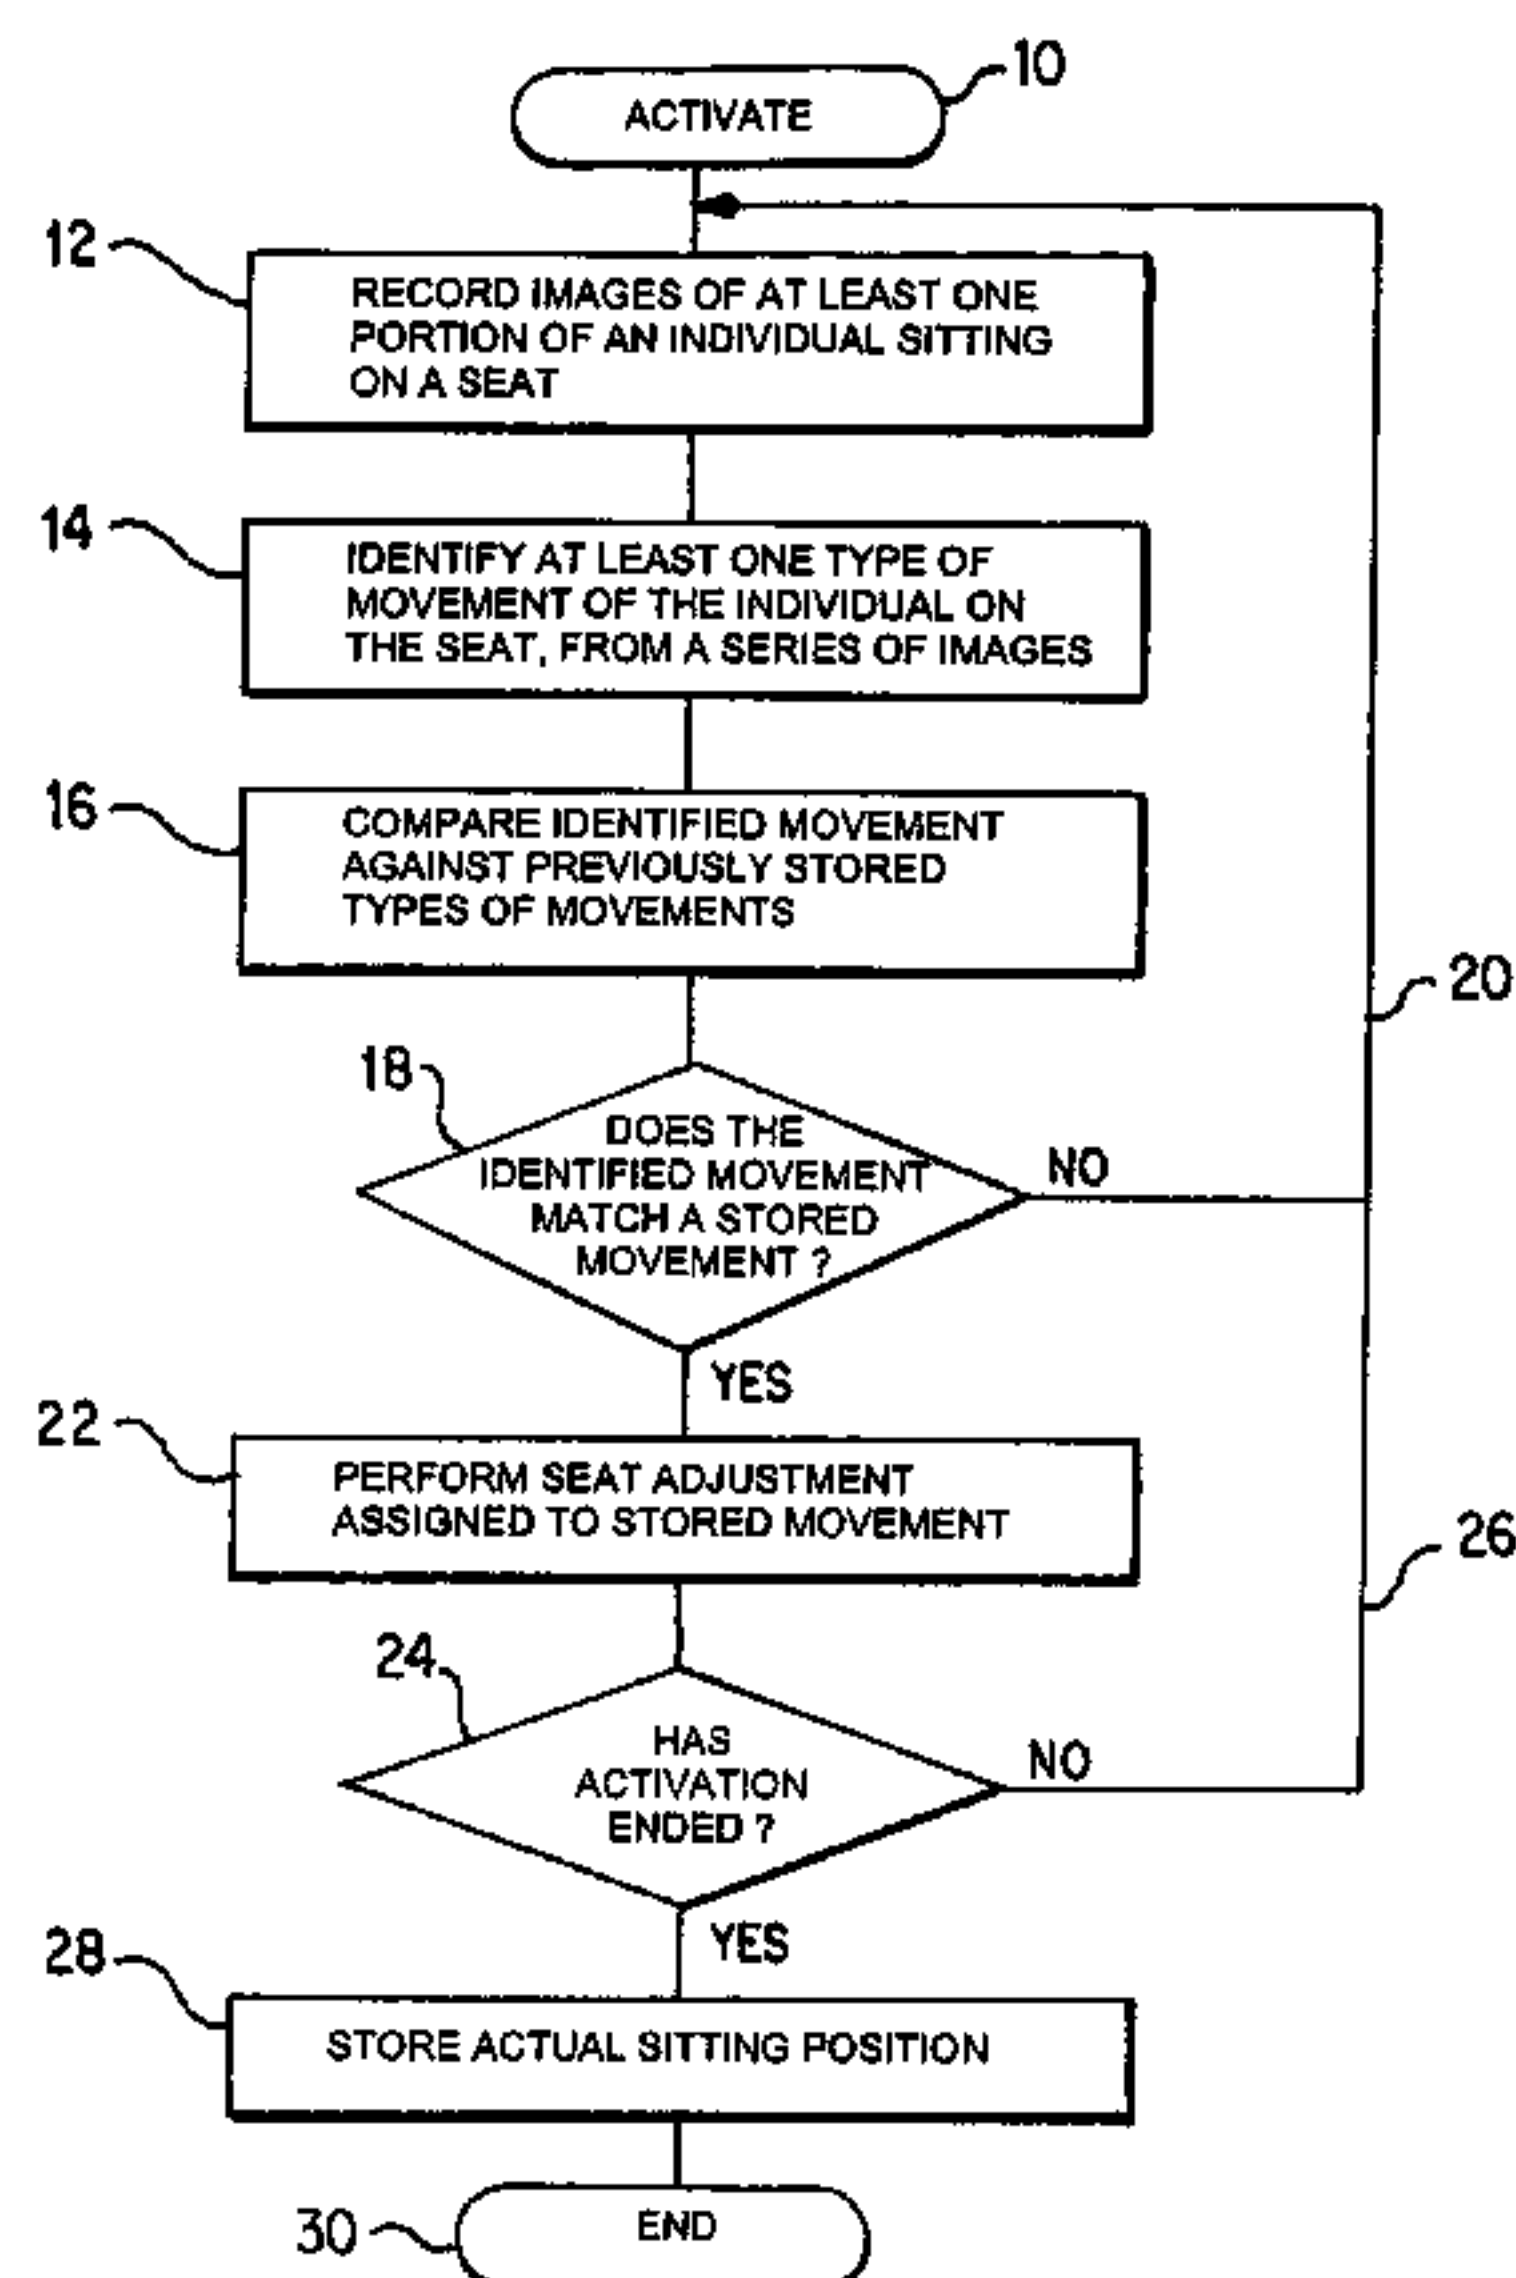 10
ACTIVATE
12
RECORD IMAGES OF AT LEAST ONE
PORTION OF AN INDIVIDUAL SITTING
ON A SEAT
14
IDENTIFY AT LEAST ONE TYPE OF
MOVEMENT OF THE INDIVIDUAL ON
THE SEAT, FROM A SERIES OF IMAGES
16
COMPARE IDENTIFIED MOVEMENT
AGAINST PREVIOUSLY STORED
TYPES OF MOVEMENTS
20
18
DOES THE
IDENTIFIED MOVEMENT
MATCH A STORED
MOVEMENT ?
NO
YES
22
PERFORM SEAT ADJUSTMENT
ASSIGNED TO STORED MOVEMENT
26
24
HAS
ACTIVATION
ENDED ?
NO
YES
28
STORE ACTUAL SITTING POSITION
30
END